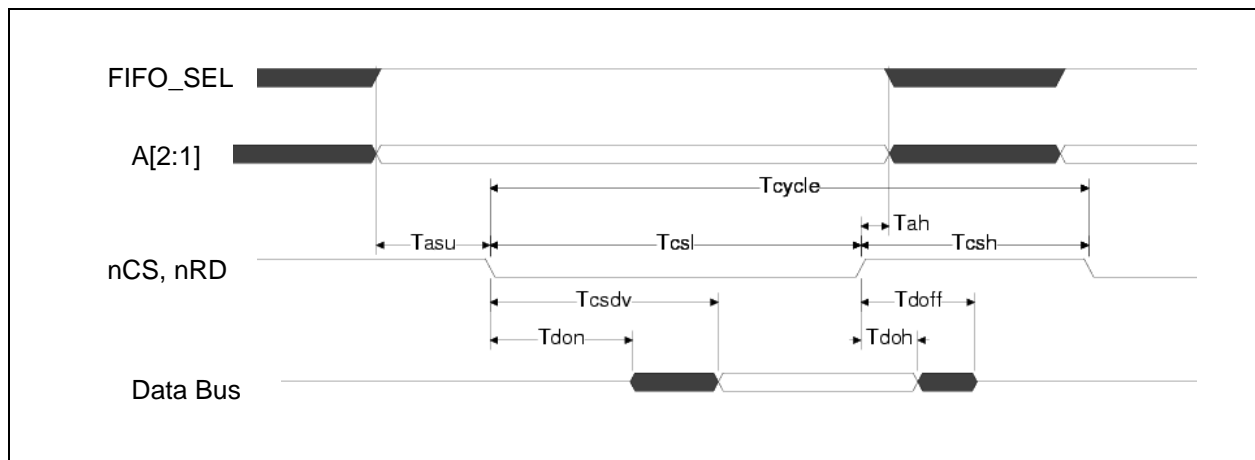 FIFO_SEL
A[2:1]
Tcycle
Tah
Tasu
Tcsl
Tcsh
nCS, nRD
Tcsdv
Tdoff
Tdon
Tdoh
Data Bus